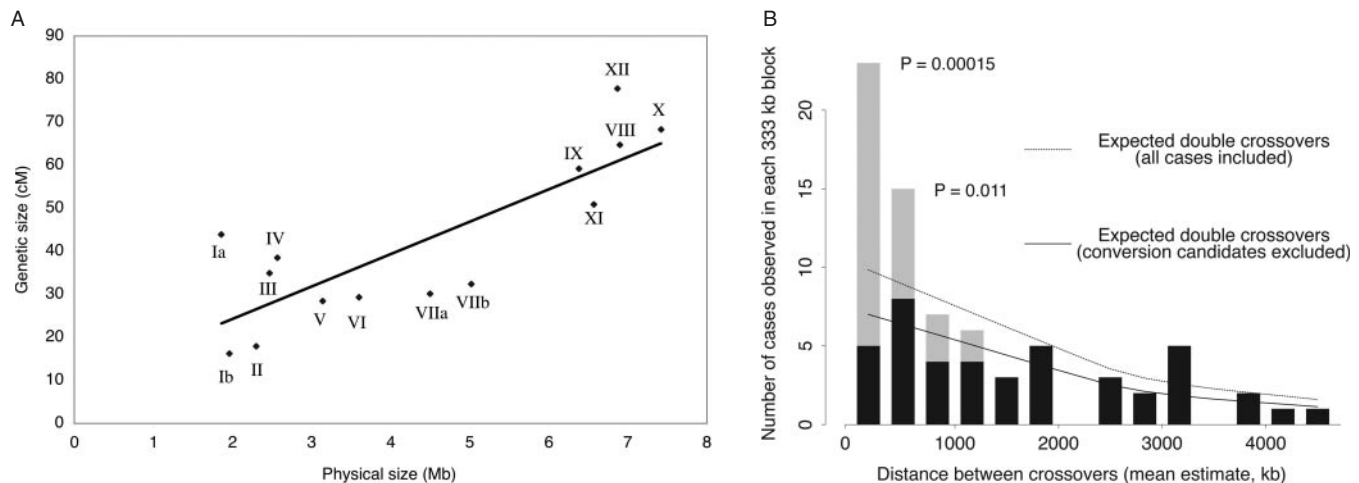 A
Genetic size (cM)
90
80
70
60
50
40
30
20
10
0
XII
X
VIII
IX
XI
Ia
IV
III
V
VI
VIIa
VIIb
Ib
II
0 1 2 3 4 5 6 7 8
Physical size (Mb)
B
Number of cases observed in each 333 kb block
20
15
10
5
0
P = 0.00015
P = 0.011
Expected double crossovers
(all cases included)
Expected double crossovers
(conversion candidates excluded)
0 1000 2000 3000 4000
Distance between crossovers (mean estimate, kb)